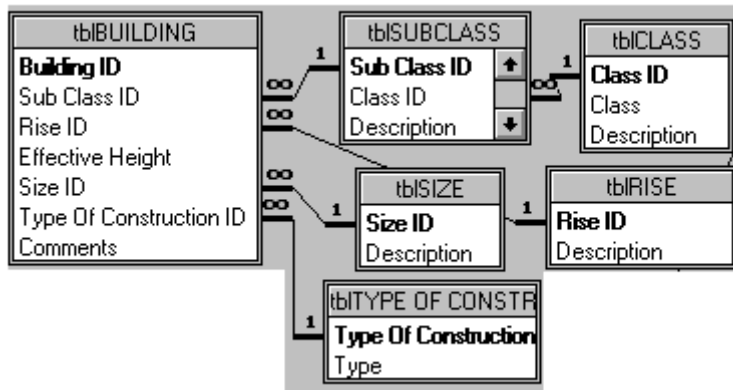 tblBUILDING
Building ID
Sub Class ID
Rise ID
Effective Height
Size ID
Type Of Construction ID
Comments
∞
∞
∞
∞
1
tblSUBCLASS
Sub Class ID
Class ID
Description
∞
1
tblCLASS
Class ID
Class
Description
1
tblSIZE
Size ID
Description
1
tblRISE
Rise ID
Description
1
tblTYPE OF CONSTR
Type Of Construction
Type